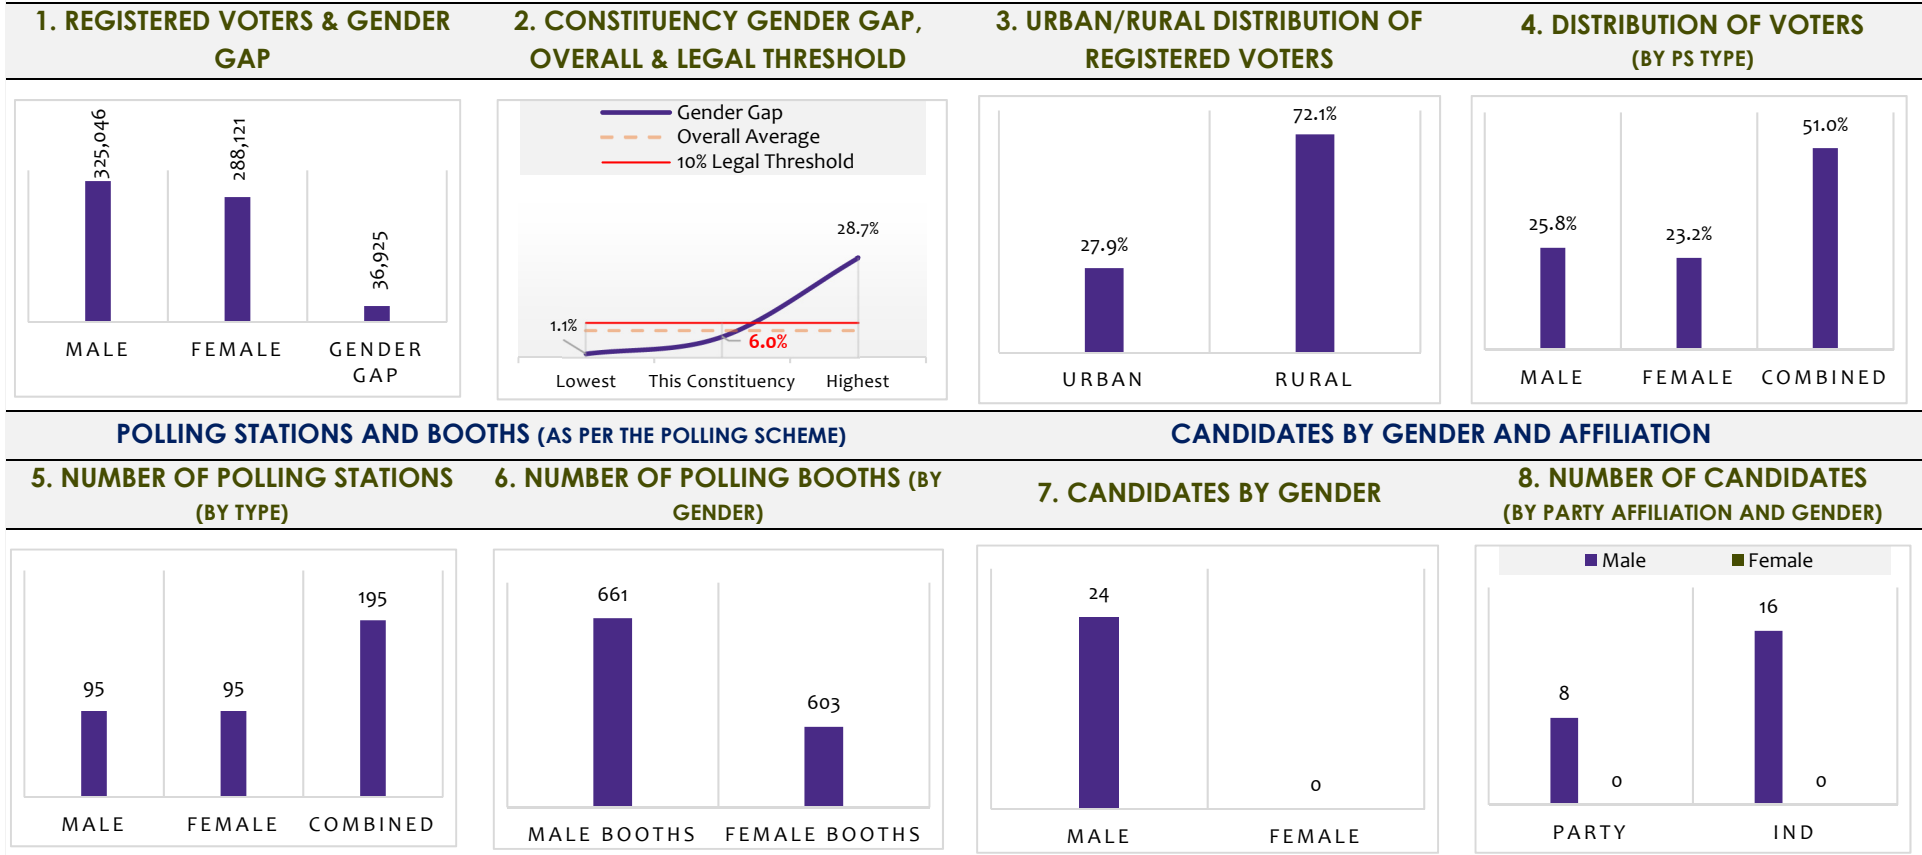 1. REGISTERED VOTERS & GENDER
GAP
325,046
288,121
36,925
MALE
FEMALE
GENDER
GAP
2. CONSTITUENCY GENDER GAP,
OVERALL & LEGAL THRESHOLD
Gender Gap
Overall Average
10% Legal Threshold
28.7%
1.1%
6.0%
Lowest
This Constituency
Highest
3. URBAN/RURAL DISTRIBUTION OF
REGISTERED VOTERS
72.1%
27.9%
URBAN
RURAL
4. DISTRIBUTION OF VOTERS
(BY PS TYPE)
51.0%
25.8%
23.2%
MALE
FEMALE
COMBINED
POLLING STATIONS AND BOOTHS (AS PER THE POLLING SCHEME)
CANDIDATES BY GENDER AND AFFILIATION
5. NUMBER OF POLLING STATIONS
(BY TYPE)
195
95
95
MALE
FEMALE
COMBINED
6. NUMBER OF POLLING BOOTHS (BY
GENDER)
661
603
MALE BOOTHS
FEMALE BOOTHS
7. CANDIDATES BY GENDER
24
0
MALE
FEMALE
8. NUMBER OF CANDIDATES
(BY PARTY AFFILIATION AND GENDER)
Male
Female
16
8
0
0
PARTY
IND